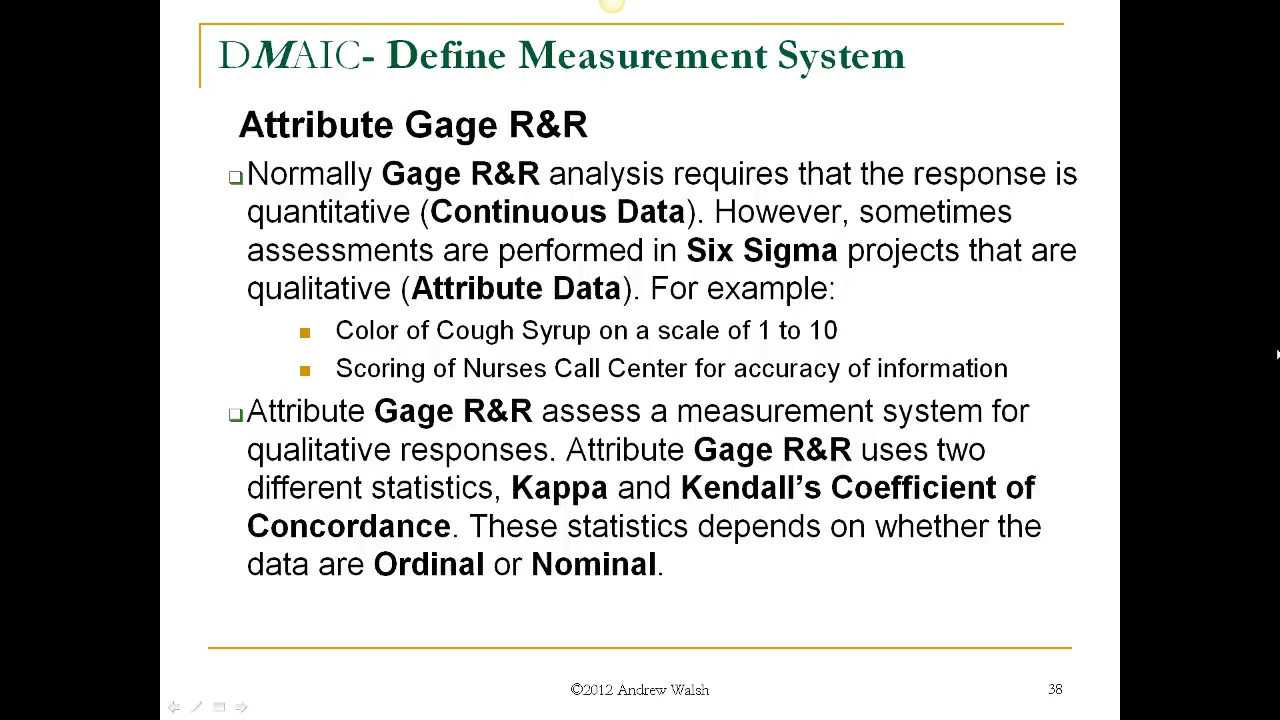 DMAIC- Define Measurement System
Attribute Gage R&R
Normally Gage R&R analysis requires that the response is
quantitative (Continuous Data). However, sometimes
assessments are performed in Six Sigma projects that are
qualitative (Attribute Data). For example:
Color of Cough Syrup on a scale of 1 to 10
Scoring of Nurses Call Center for accuracy of information
Attribute Gage R&R assess a measurement system for
qualitative responses. Attribute Gage R&R uses two
different statistics, Kappa and Kendall’s Coefficient of
Concordance. These statistics depends on whether the
data are Ordinal or Nominal.
©2012 Andrew Walsh
38